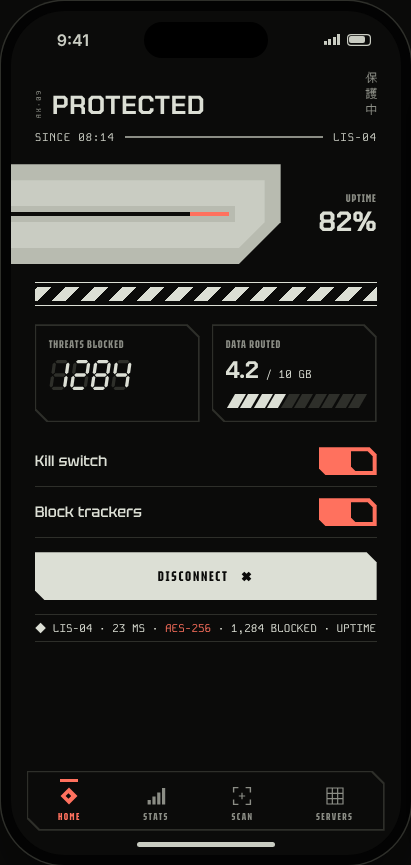 9:41
保護中
PROTECTED
SINCE 08:14
LIS-04
UPTIME
82%
THREATS BLOCKED
1284
DATA ROUTED
4.2 / 10 GB
Kill switch
Block trackers
DISCONNECT ✖
◆ LIS-04 · 23 MS · AES-256 · 1,284 BLOCKED · UPTIME
HOME
STATS
SCAN
SERVERS